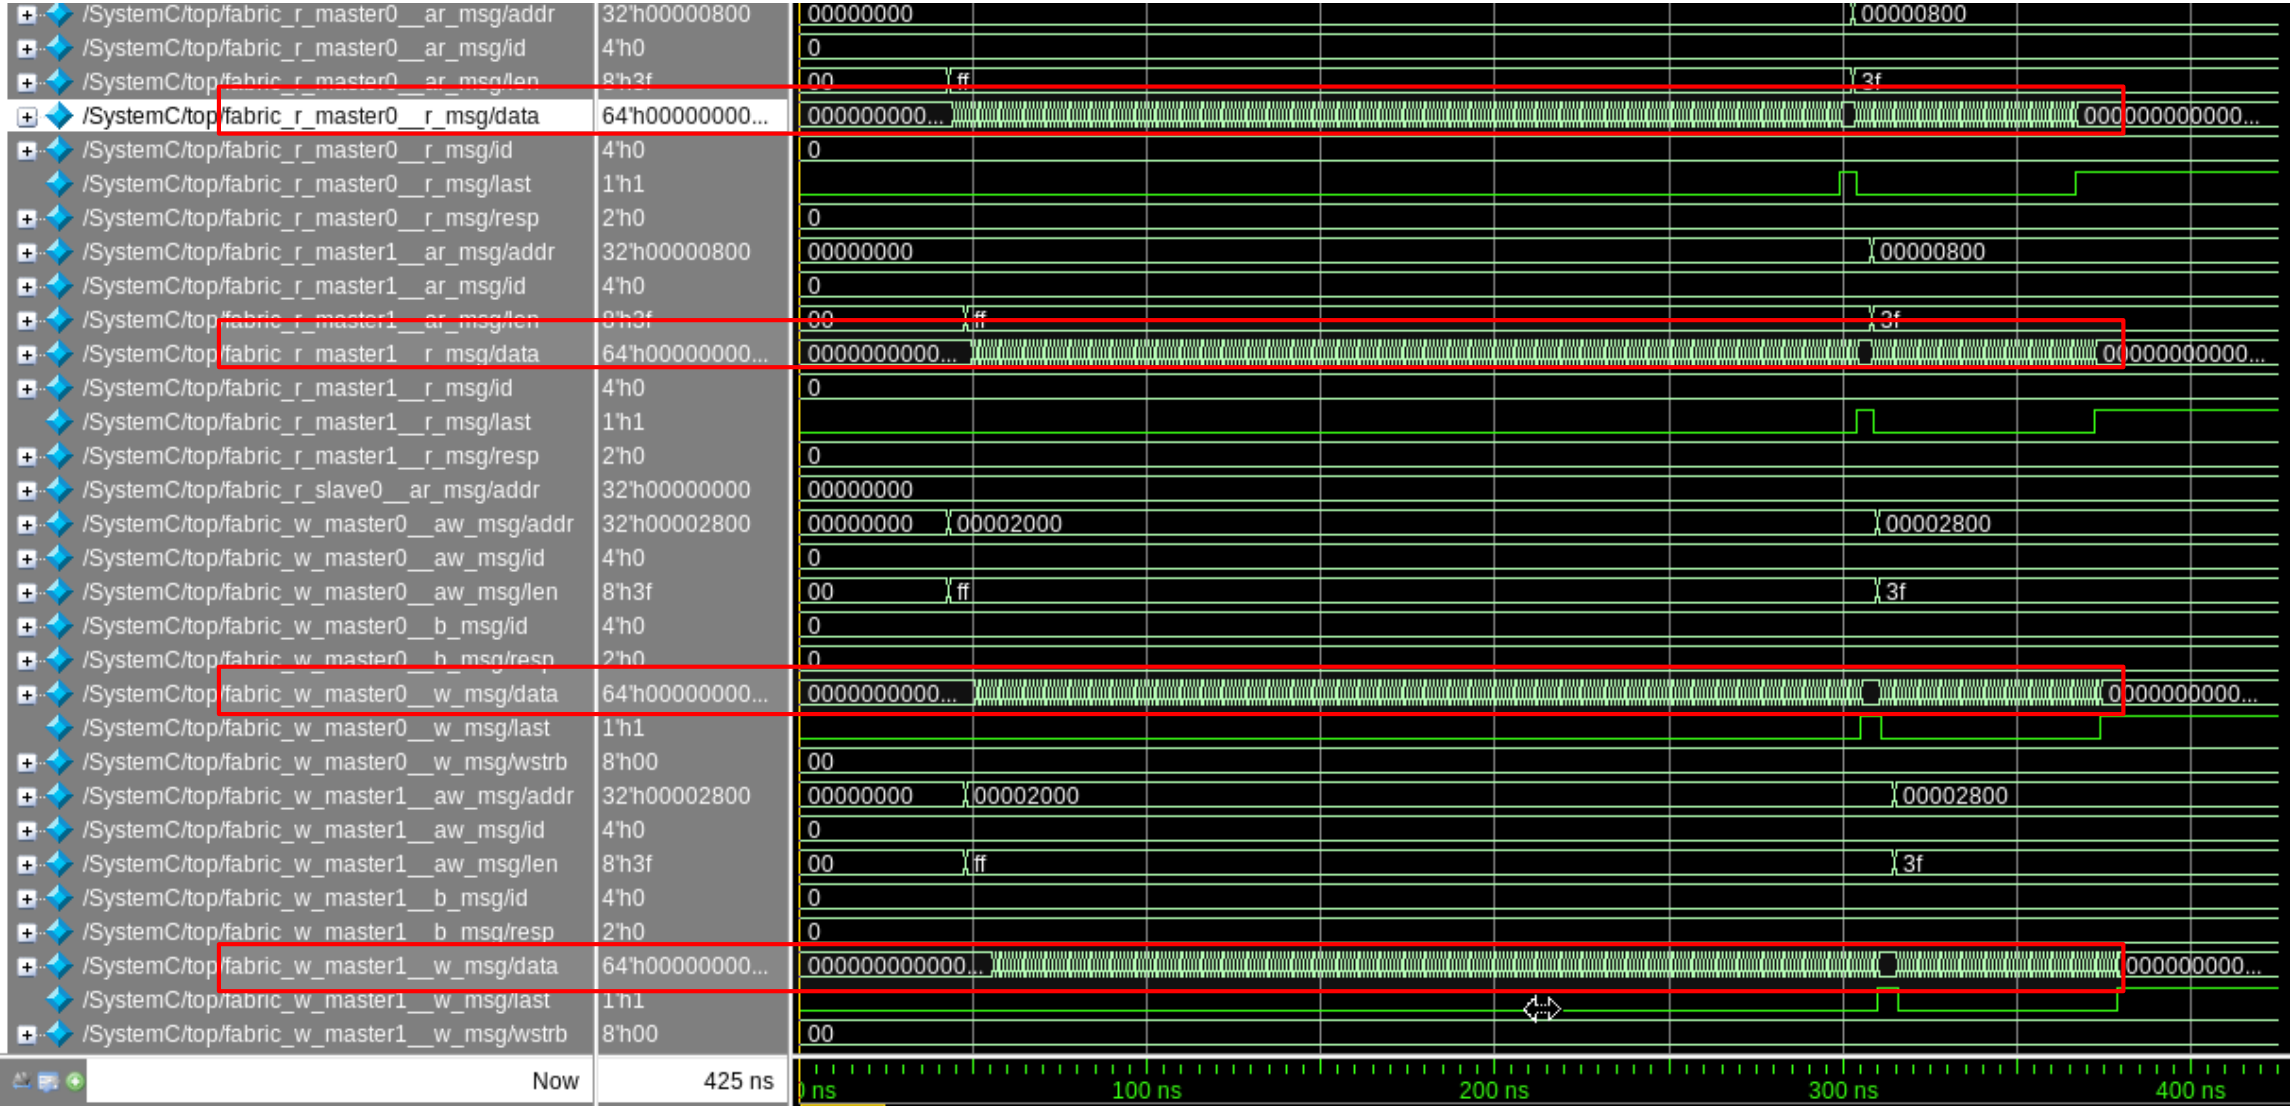 /SystemC/top/fabric_r_master0__ar_msg/addr 32'h00000800 00000000 00000800
/SystemC/top/fabric_r_master0__ar_msg/id 4'h0 0
/SystemC/top/fabric_r_master0__ar_msg/len 8'h3f 00 ff 3f
/SystemC/top/fabric_r_master0__r_msg/data 64'h00000000... 000000000... 000000000000...
/SystemC/top/fabric_r_master0__r_msg/id 4'h0 0
/SystemC/top/fabric_r_master0__r_msg/last 1'h1
/SystemC/top/fabric_r_master0__r_msg/resp 2'h0 0
/SystemC/top/fabric_r_master1__ar_msg/addr 32'h00000800 00000000 00000800
/SystemC/top/fabric_r_master1__ar_msg/id 4'h0 0
/SystemC/top/fabric_r_master1__ar_msg/len 8'h3f 00 ff 3f
/SystemC/top/fabric_r_master1__r_msg/data 64'h00000000... 0000000000... 00000000000...
/SystemC/top/fabric_r_master1__r_msg/id 4'h0 0
/SystemC/top/fabric_r_master1__r_msg/last 1'h1
/SystemC/top/fabric_r_master1__r_msg/resp 2'h0 0
/SystemC/top/fabric_r_slave0__ar_msg/addr 32'h00000000 00000000
/SystemC/top/fabric_w_master0__aw_msg/addr 32'h00002800 00000000 00002000 00002800
/SystemC/top/fabric_w_master0__aw_msg/id 4'h0 0
/SystemC/top/fabric_w_master0__aw_msg/len 8'h3f 00 ff 3f
/SystemC/top/fabric_w_master0__b_msg/id 4'h0 0
/SystemC/top/fabric_w_master0__b_msg/resp 2'h0 0
/SystemC/top/fabric_w_master0__w_msg/data 64'h00000000... 0000000000... 0000000000...
/SystemC/top/fabric_w_master0__w_msg/last 1'h1
/SystemC/top/fabric_w_master0__w_msg/wstrb 8'h00 00
/SystemC/top/fabric_w_master1__aw_msg/addr 32'h00002800 00000000 00002000 00002800
/SystemC/top/fabric_w_master1__aw_msg/id 4'h0 0
/SystemC/top/fabric_w_master1__aw_msg/len 8'h3f 00 ff 3f
/SystemC/top/fabric_w_master1__b_msg/id 4'h0 0
/SystemC/top/fabric_w_master1__b_msg/resp 2'h0 0
/SystemC/top/fabric_w_master1__w_msg/data 64'h00000000... 000000000000... 000000000...
/SystemC/top/fabric_w_master1__w_msg/last 1'h1
/SystemC/top/fabric_w_master1__w_msg/wstrb 8'h00 00
Now 425 ns 0 ns 100 ns 200 ns 300 ns 400 ns